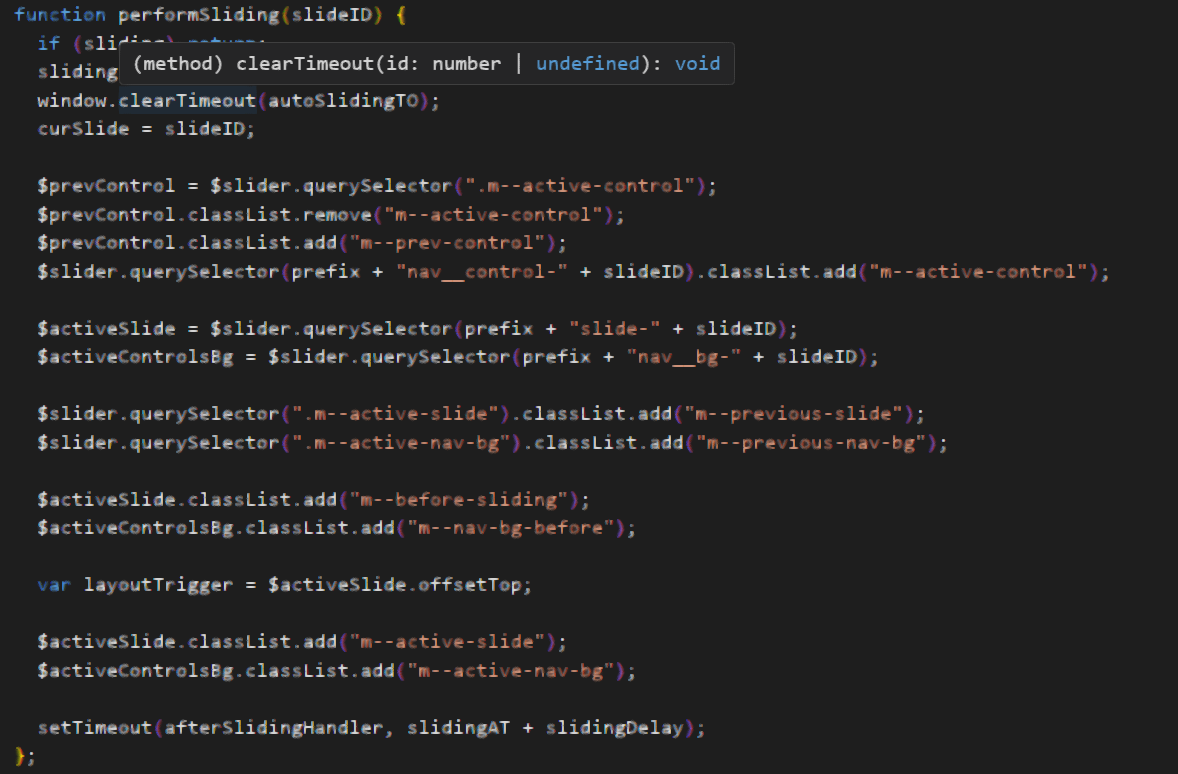 function performSliding(slideID) {
if (sliding) return;
sliding
(method) clearTimeout(id: number | undefined): void
window.clearTimeout(autoSlidingTO);
curSlide = slideID;
$prevControl = $slider.querySelector(".m--active-control");
$prevControl.classList.remove("m--active-control");
$prevControl.classList.add("m--prev-control");
$slider.querySelector(prefix + "nav__control-" + slideID).classList.add("m--active-control");
$activeSlide = $slider.querySelector(prefix + "slide-" + slideID);
$activeControlsBg = $slider.querySelector(prefix + "nav__bg-" + slideID);
$slider.querySelector(".m--active-slide").classList.add("m--previous-slide");
$slider.querySelector(".m--active-nav-bg").classList.add("m--previous-nav-bg");
$activeSlide.classList.add("m--before-sliding");
$activeControlsBg.classList.add("m--nav-bg-before");
var layoutTrigger = $activeSlide.offsetTop;
$activeSlide.classList.add("m--active-slide");
$activeControlsBg.classList.add("m--active-nav-bg");
setTimeout(afterSlidingHandler, slidingAT + slidingDelay);
};